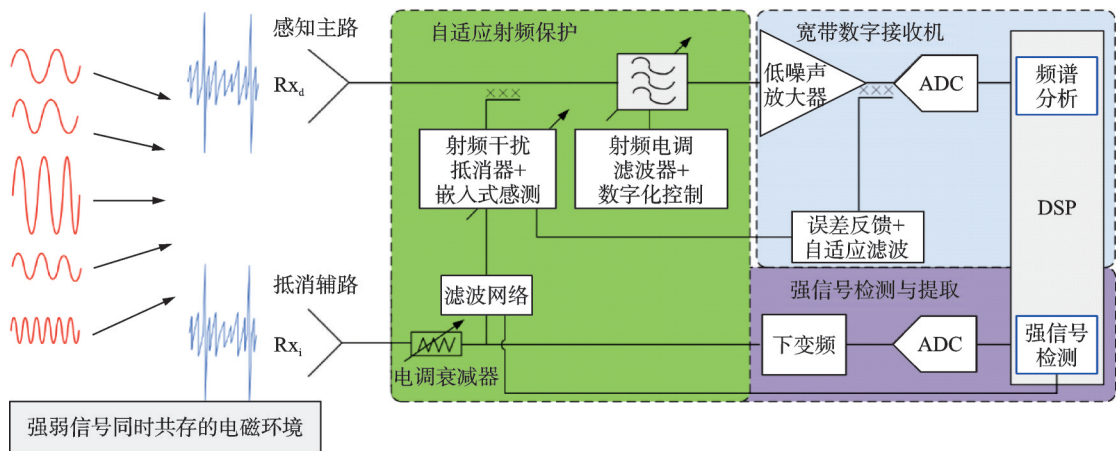 感知主路
Rxd
自适应射频保护
宽带数字接收机
低噪声
放大器
ADC
频谱
分析
射频干扰
抵消器+
嵌入式感测
射频电调
滤波器+
数字化控制
DSP
误差反馈+
自适应滤波
抵消辅路
Rxi
滤波网络
强信号检测与提取
电调衰减器
下变频
ADC
强信号
检测
强弱信号同时共存的电磁环境